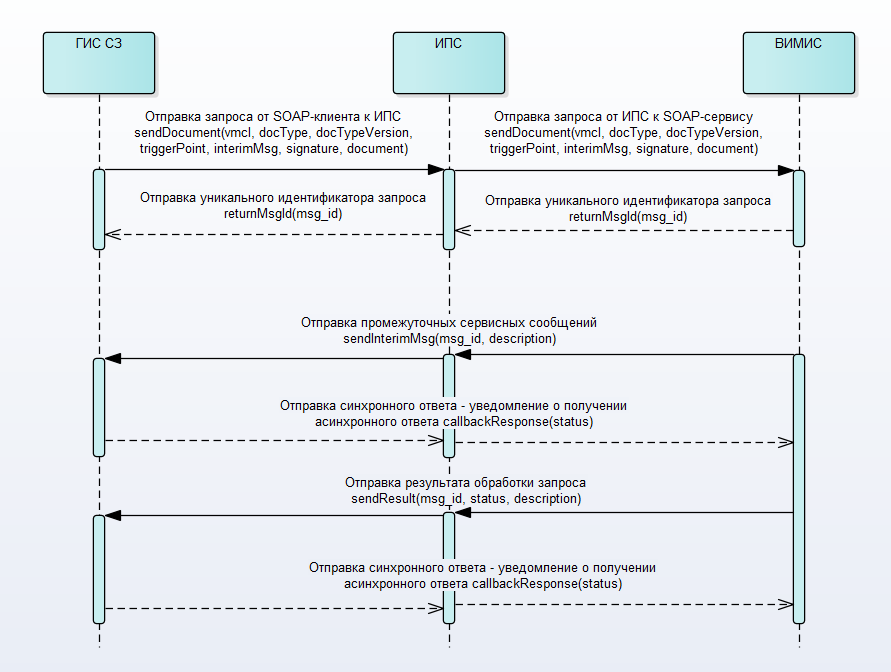 ГИС СЗ
ИПС
ВИМИС
Отправка запроса от SOAP-клиента к ИПС
sendDocument(vmcl, docType, docTypeVersion,
triggerPoint, interimMsg, signature, document)
Отправка запроса от ИПС к SOAP-сервису
sendDocument(vmcl, docType, docTypeVersion,
triggerPoint, interimMsg, signature, document)
Отправка уникального идентификатора запроса
returnMsgId(msg_id)
Отправка уникального идентификатора запроса
returnMsgId(msg_id)
Отправка промежуточных сервисных сообщений
sendInterimMsg(msg_id, description)
Отправка синхронного ответа - уведомление о получении
асинхронного ответа callbackResponse(status)
Отправка результата обработки запроса
sendResult(msg_id, status, description)
Отправка синхронного ответа - уведомление о получении
асинхронного ответа callbackResponse(status)